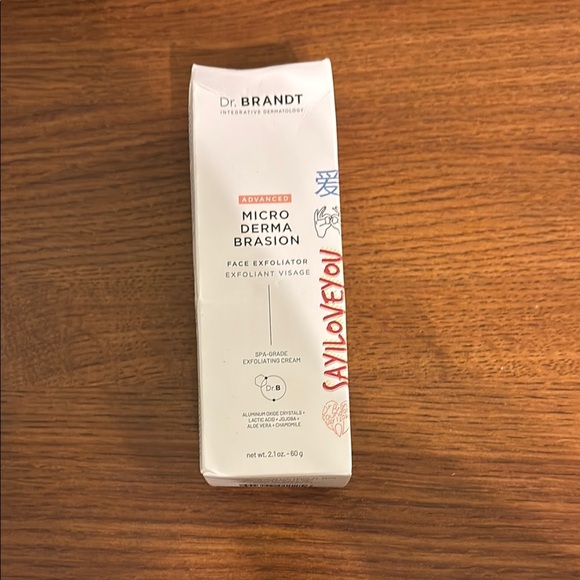 Dr. BRANDT
INTEGRATIVE DERMATOLOGY
ADVANCED
MICRO
DERMA
BRASION
FACE EXFOLIATOR
EXFOLIANT VISAGE
SPA-GRADE
EXFOLIATING CREAM
Dr.B
ALUMINUM OXIDE CRYSTALS +
LACTIC ACID + JOJOBA +
ALOE VERA + CHAMOMILE
net wt. 2.1 oz. - 60 g
爱
SAYILOVEYOU